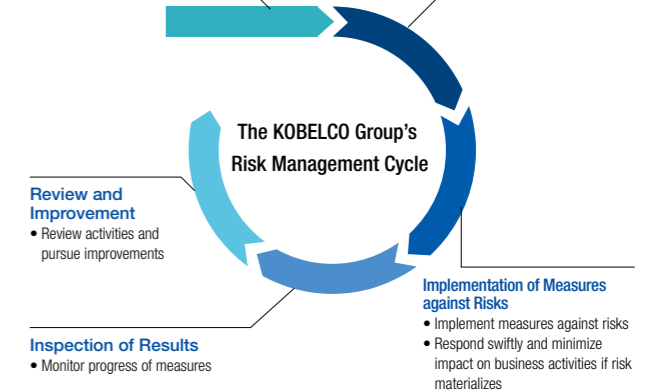 The KOBELCO Group's
Risk Management Cycle
Review and
Improvement
• Review activities and
pursue improvements
Implementation of Measures
against Risks
• Implement measures against risks
• Respond swiftly and minimize
impact on business activities if risk
materializes
Inspection of Results
• Monitor progress of measures